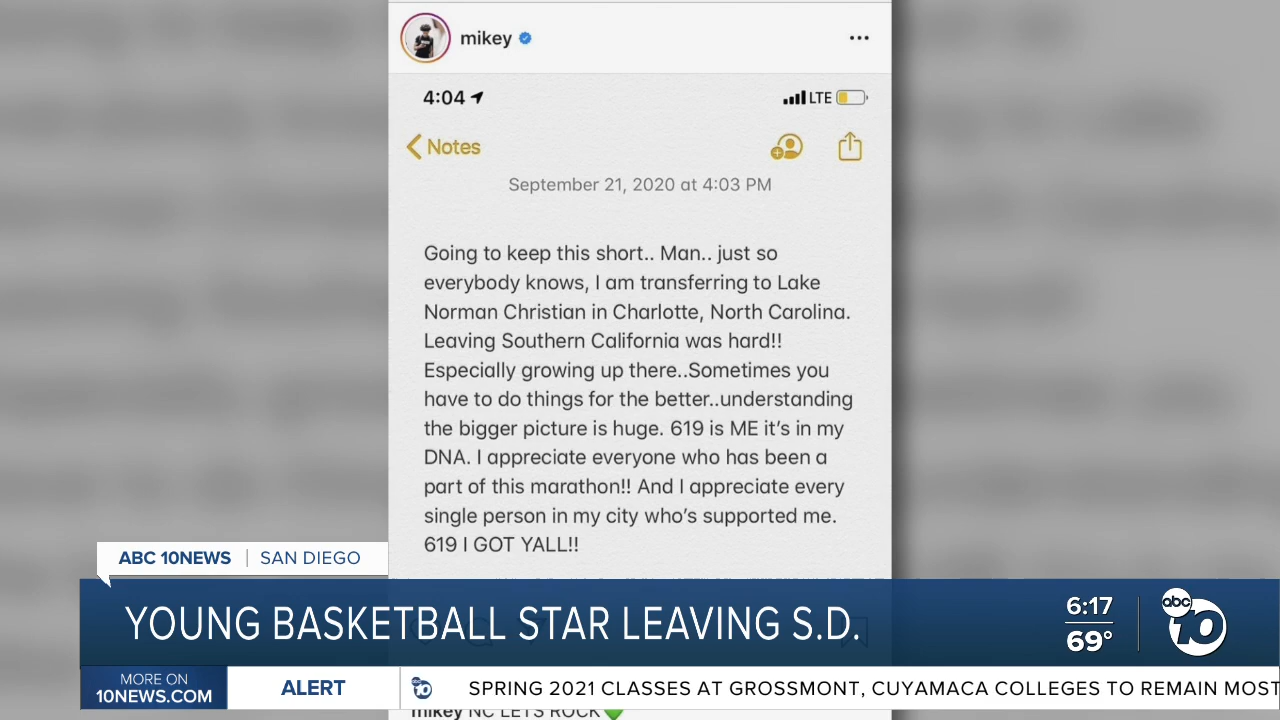 mikey
4:04
LTE
Notes
September 21, 2020 at 4:03 PM
Going to keep this short.. Man.. just so
everybody knows, I am transferring to Lake
Norman Christian in Charlotte, North Carolina.
Leaving Southern California was hard!!
Especially growing up there..Sometimes you
have to do things for the better..understanding
the bigger picture is huge. 619 is ME it's in my
DNA. I appreciate everyone who has been a
part of this marathon!! And I appreciate every
single person in my city who's supported me.
619 I GOT YALL!!
ABC 10NEWS | SAN DIEGO
YOUNG BASKETBALL STAR LEAVING S.D.
6:17
69°
abc 10
MORE ON
10NEWS.COM
ALERT
abc 10
SPRING 2021 CLASSES AT GROSSMONT, CUYAMACA COLLEGES TO REMAIN MOST
mikey NC LETS ROCK💚